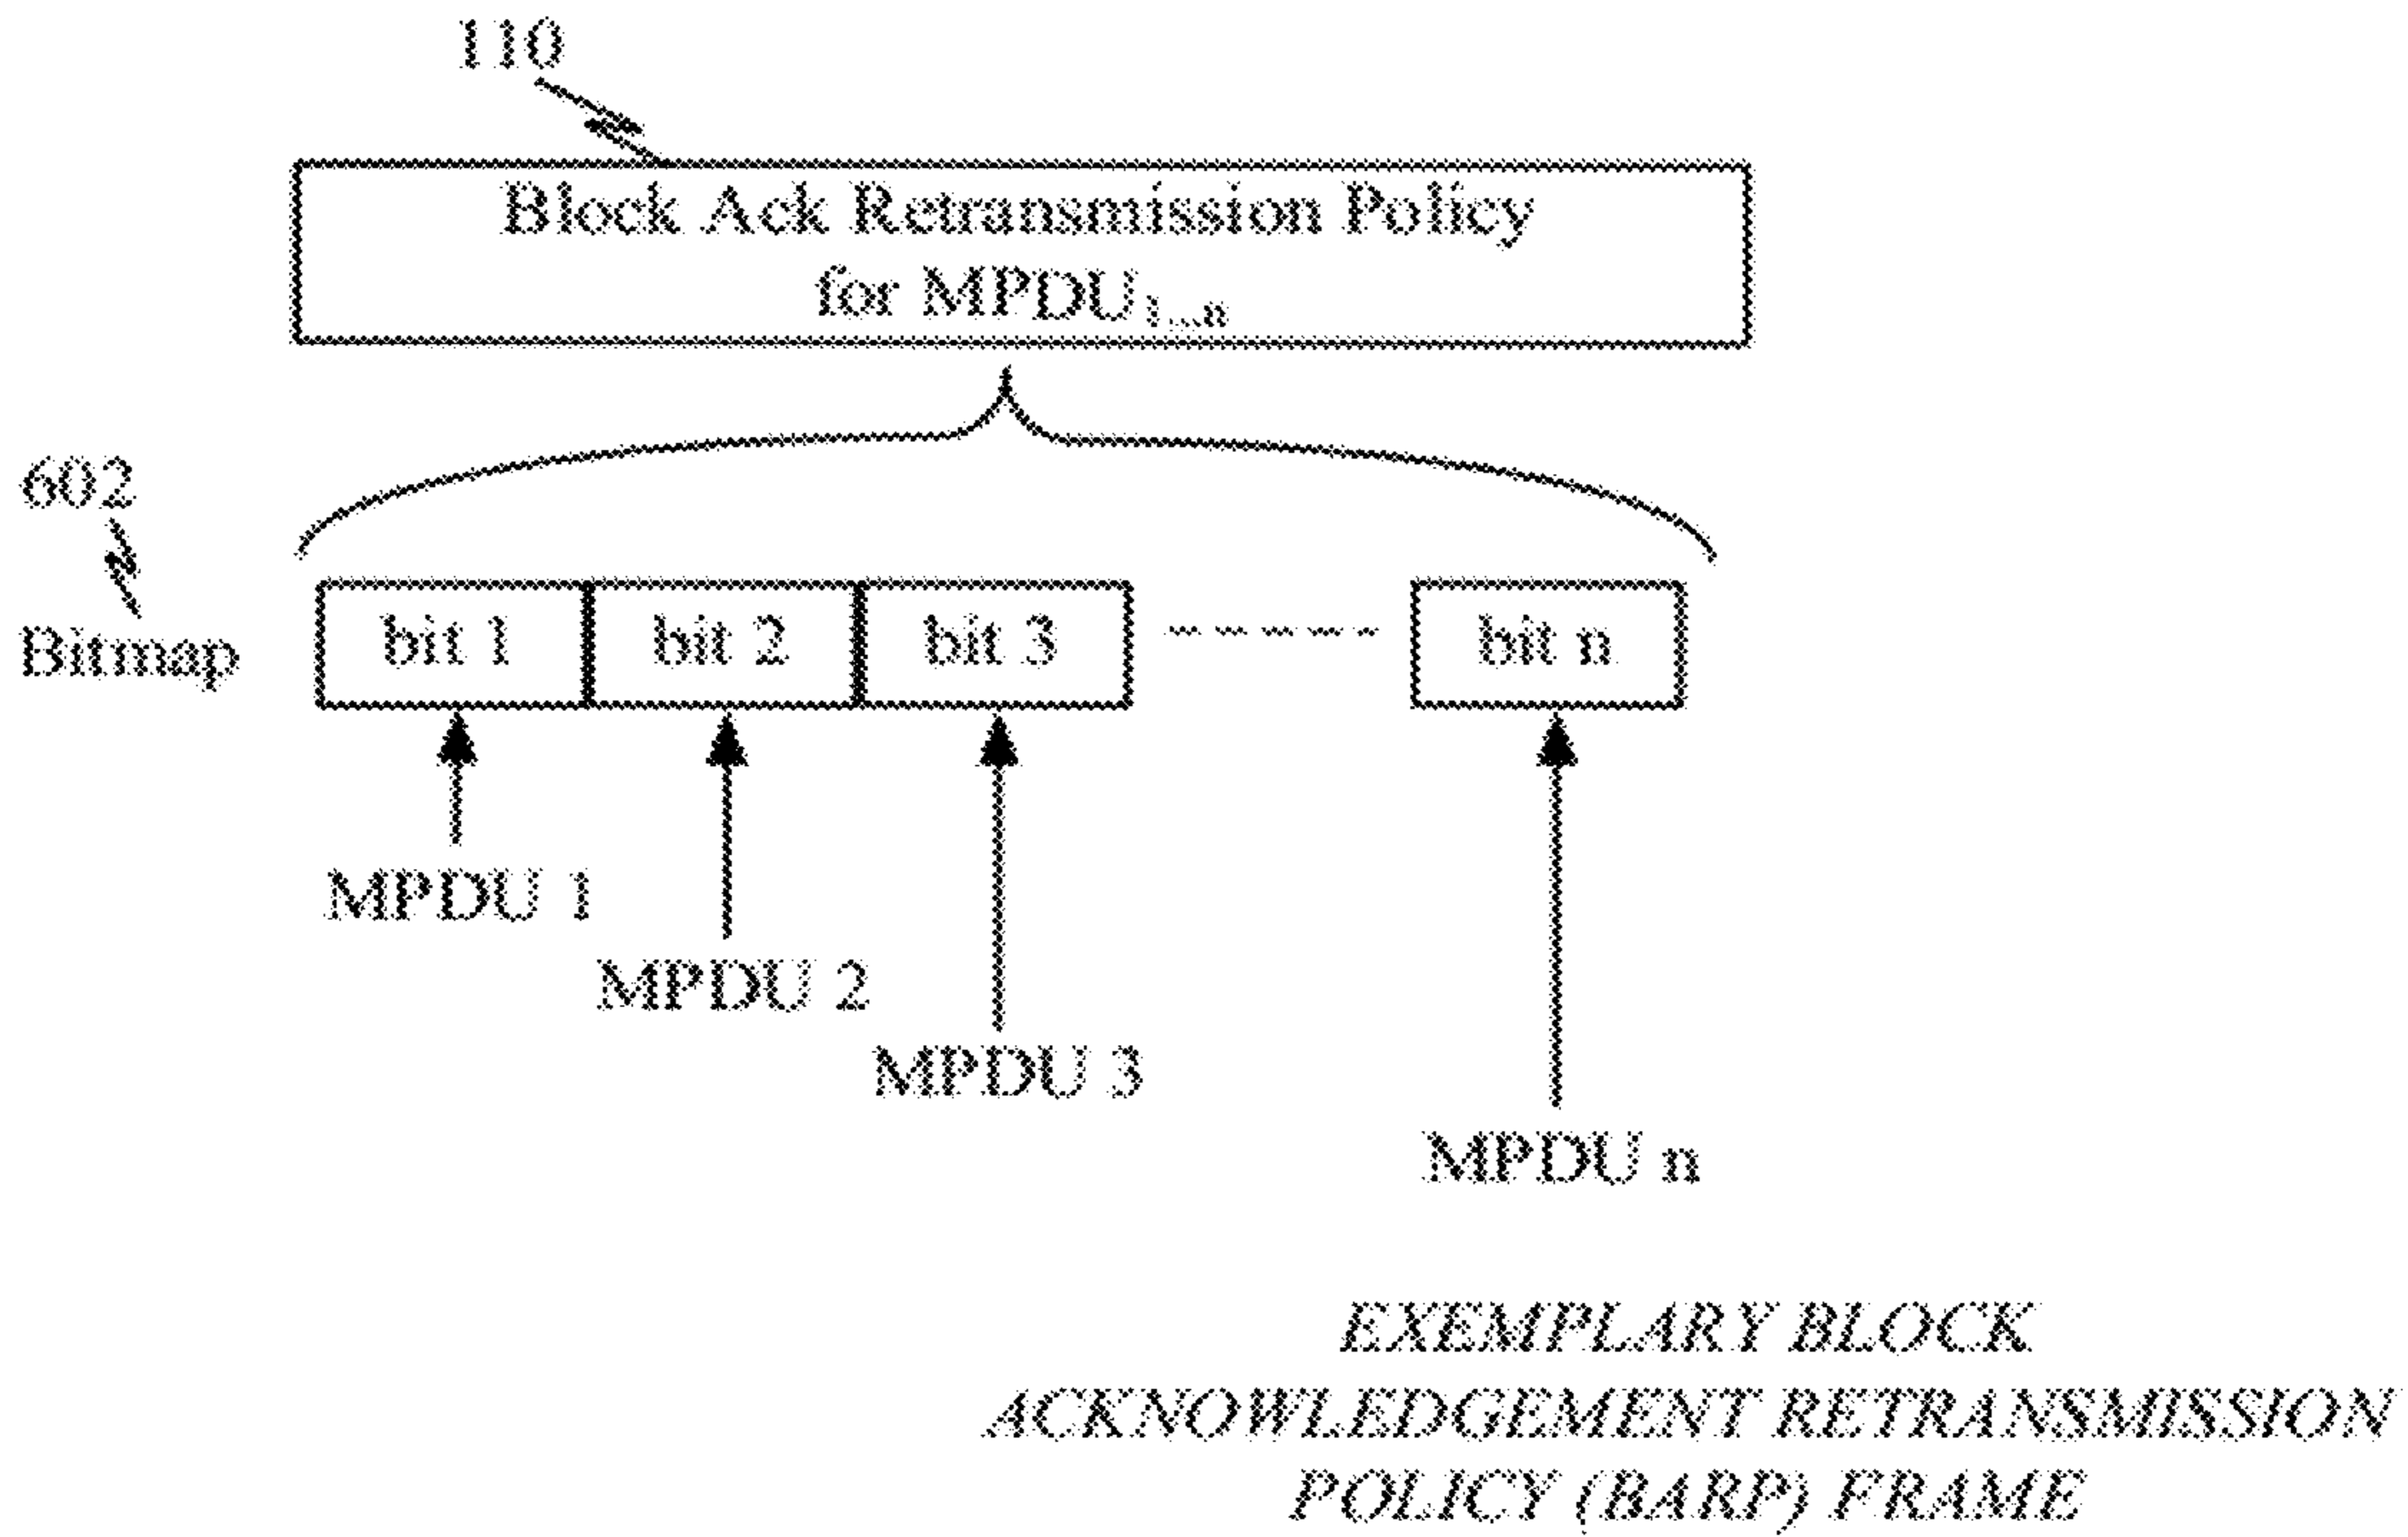 110
Block Ack Retransmission Policy
for MPDU1...n
602
Bitmap
bit 1 bit 2 bit 3 bit n
MPDU 1
MPDU 2
MPDU 3
MPDU n
EXEMPLARY BLOCK
ACKNOWLEDGEMENT RETRANSMISSION
POLICY (BARP) FRAME